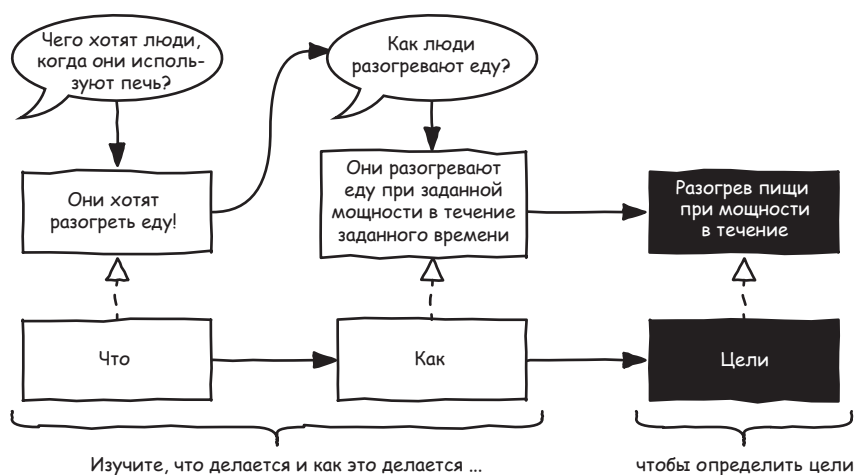 Чего хотят люди,
когда они исполь-
зуют печь?
Как люди
разогревают еду?
Они хотят
разогреть еду!
Они разогревают
еду при заданной
мощности в течение
заданного времени
Разогрев пищи
при мощности
в течение
Что
Как
Цели
Изучите, что делается и как это делается ...
чтобы определить цели